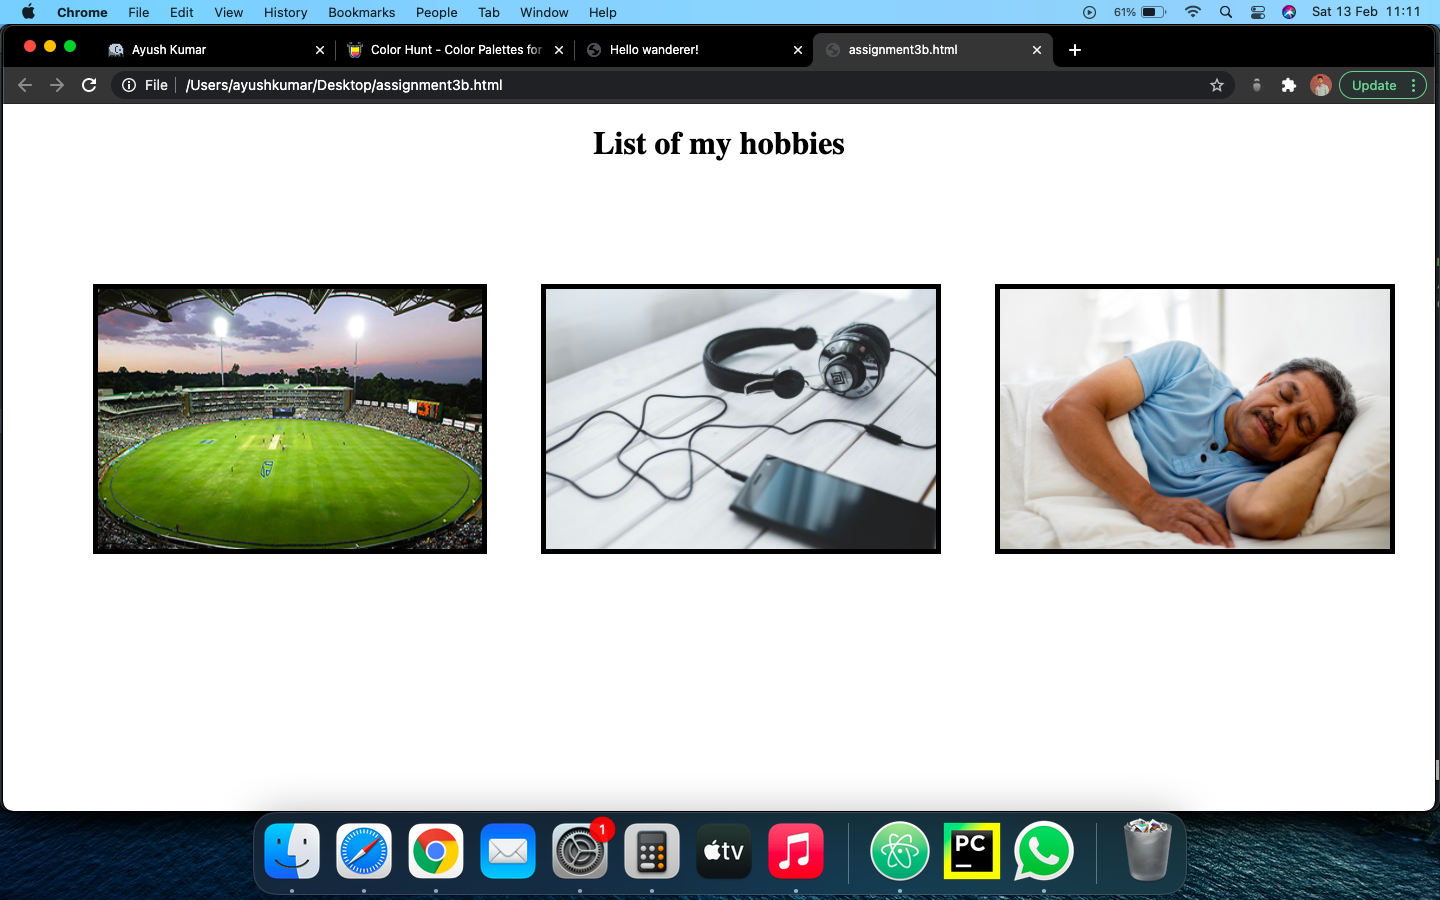 Chrome File Edit View History Bookmarks People Tab Window Help 61% Sat 13 Feb 11:11
Ayush Kumar Color Hunt - Color Palettes for Hello wanderer! assignment3b.html
File /Users/ayushkumar/Desktop/assignment3b.html Update
List of my hobbies
1
tv
PC